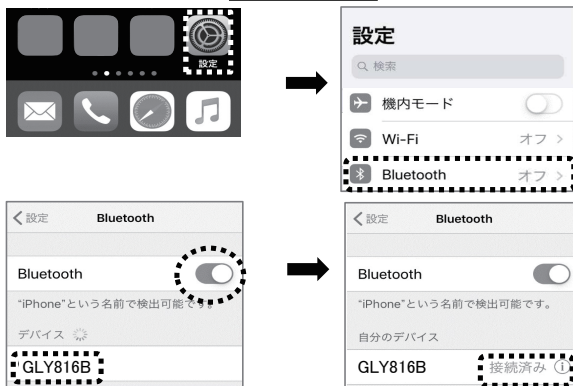 設定
設定
検索
機内モード
Wi-Fi オフ >
Bluetooth オフ >
設定 Bluetooth
Bluetooth
"iPhone"という名前で検出可能です。
デバイス
GLY816B
設定 Bluetooth
Bluetooth
"iPhone"という名前で検出可能です。
自分のデバイス
GLY816B 接続済み i